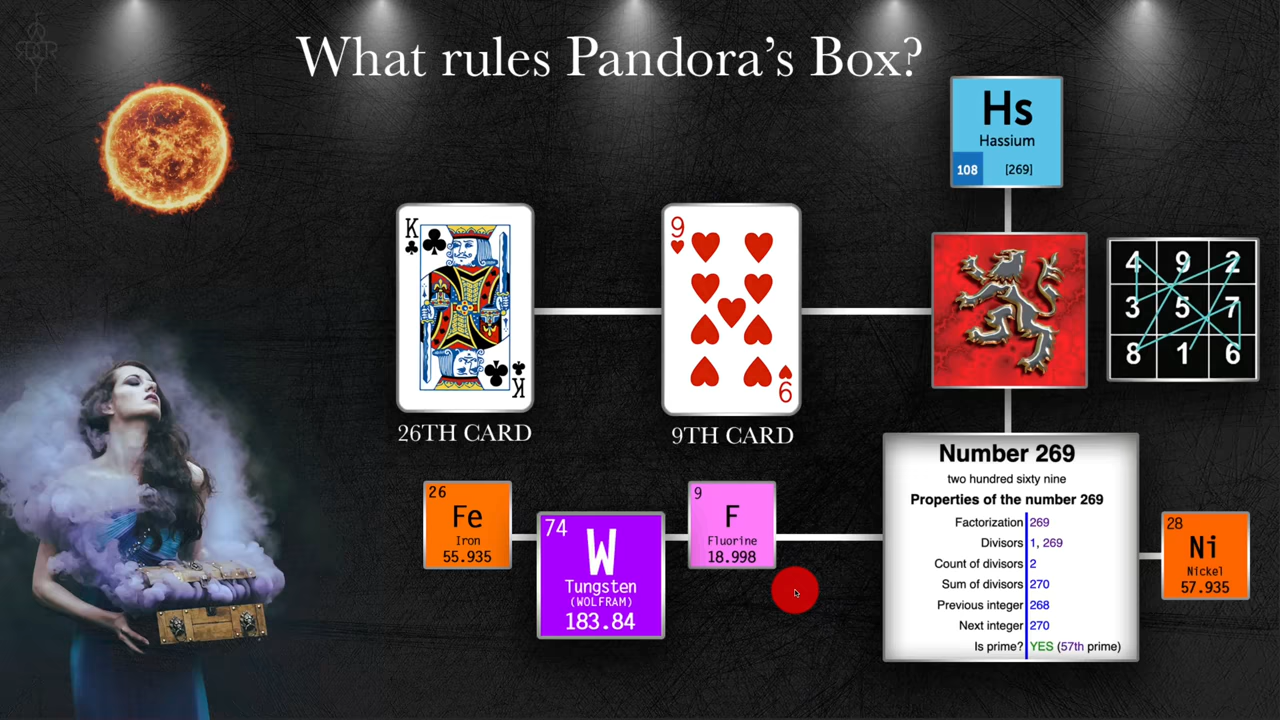 What rules Pandora's Box?
Hs
Hassium
108 [269]
K
K
26TH CARD
9
9
9TH CARD
4 9 2
3 5 7
8 1 6
26
Fe
Iron
55.935
74
W
Tungsten
(WOLFRAM)
183.84
9
F
Fluorine
18.998
Number 269
two hundred sixty nine
Properties of the number 269
Factorization 269
Divisors 1, 269
Count of divisors 2
Sum of divisors 270
Previous integer 268
Next integer 270
Is prime? YES (57th prime)
28
Ni
Nickel
57.935